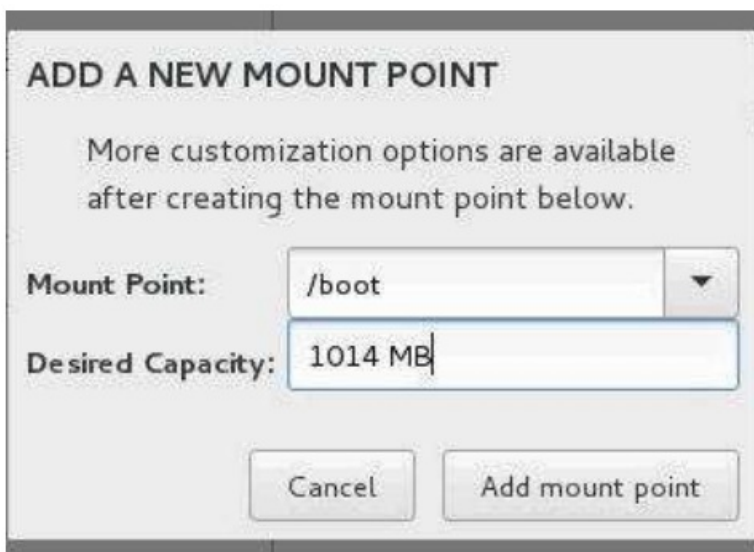 ADD A NEW MOUNT POINT
More customization options are available
after creating the mount point below.
Mount Point: /boot
Desired Capacity: 1014 MB
Cancel Add mount point